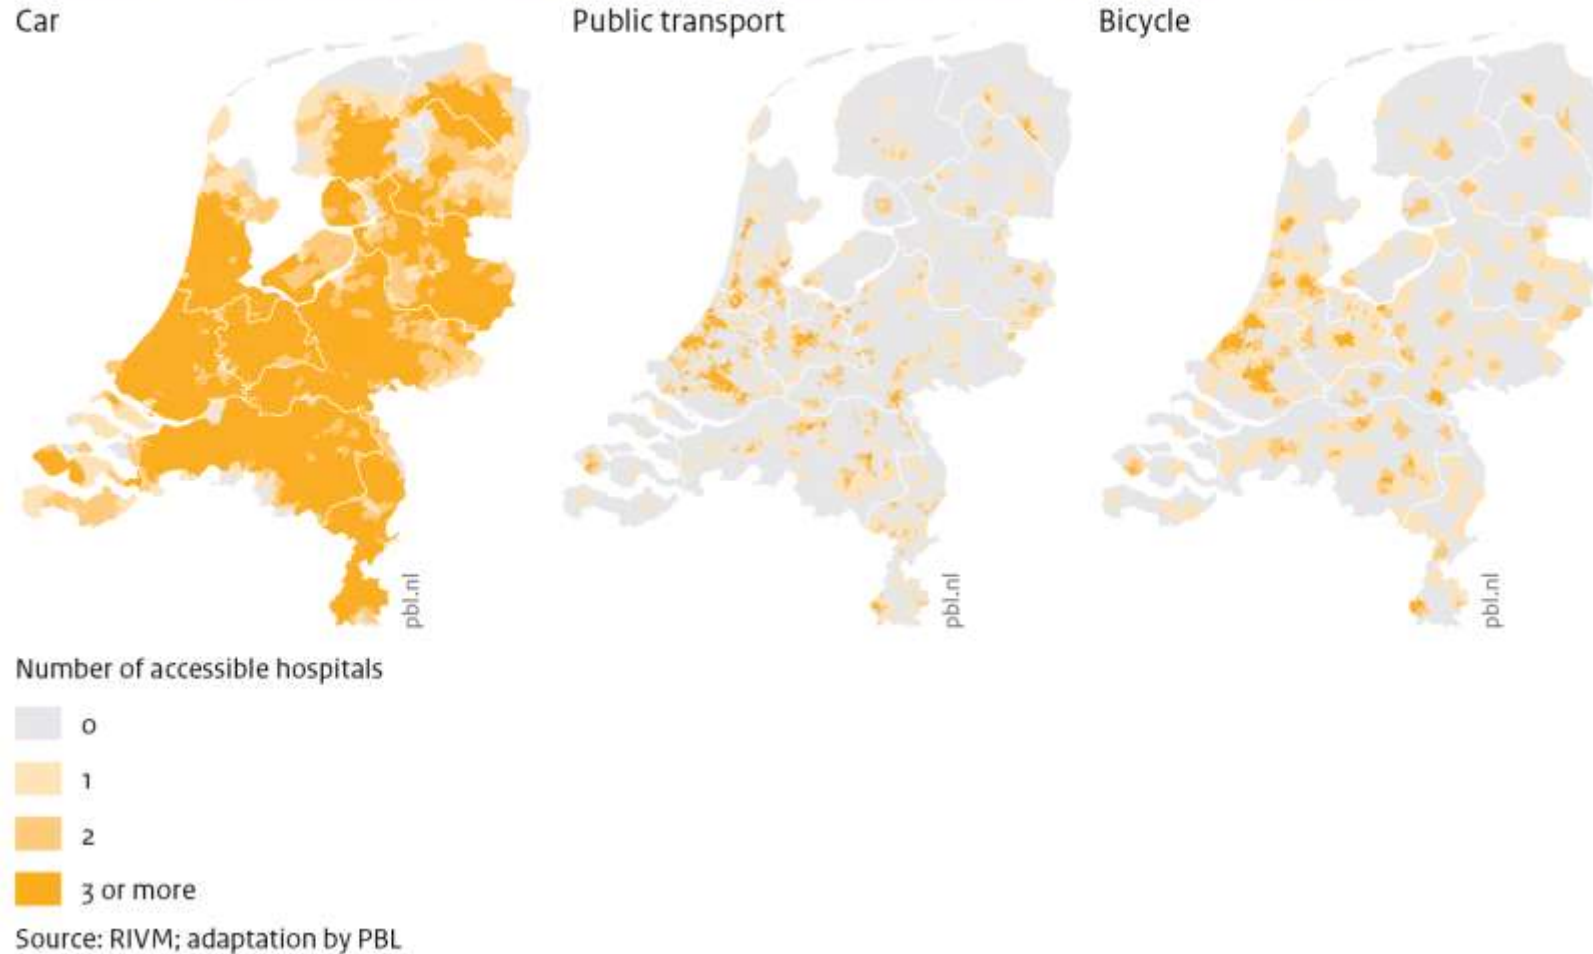 Car
Public transport
Bicycle
pbl.nl
pbl.nl
pbl.nl
Number of accessible hospitals
0
1
2
3 or more
Source: RIVM; adaptation by PBL